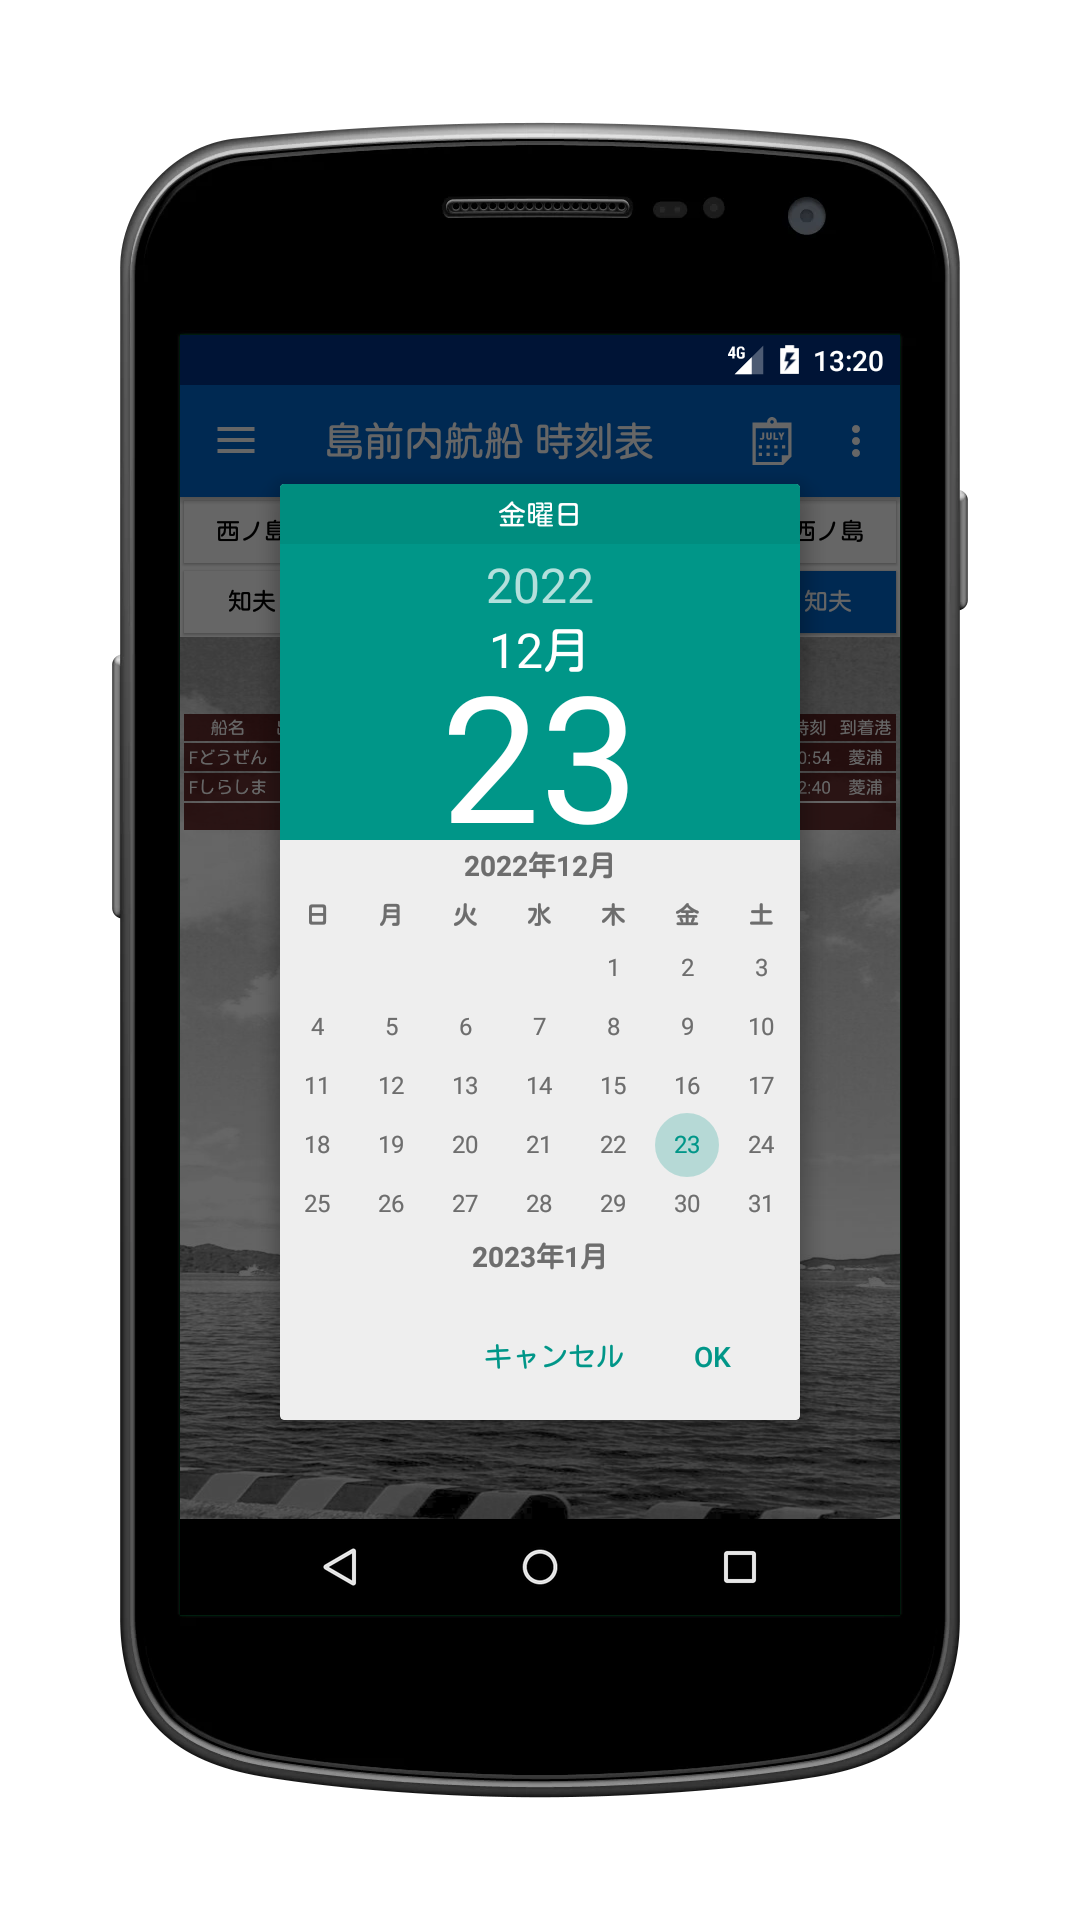 4G 13:20
島前内航船 時刻表
JULY
西ノ島 西ノ島
知夫 知夫
金曜日
2022
12月
23
船名 時刻 到着港
Fどうぜん 0:54 菱浦
Fしらしま 2:40 菱浦
2022年12月
日 月 火 水 木 金 土
1 2 3
4 5 6 7 8 9 10
11 12 13 14 15 16 17
18 19 20 21 22 23 24
25 26 27 28 29 30 31
2023年1月
キャンセル OK